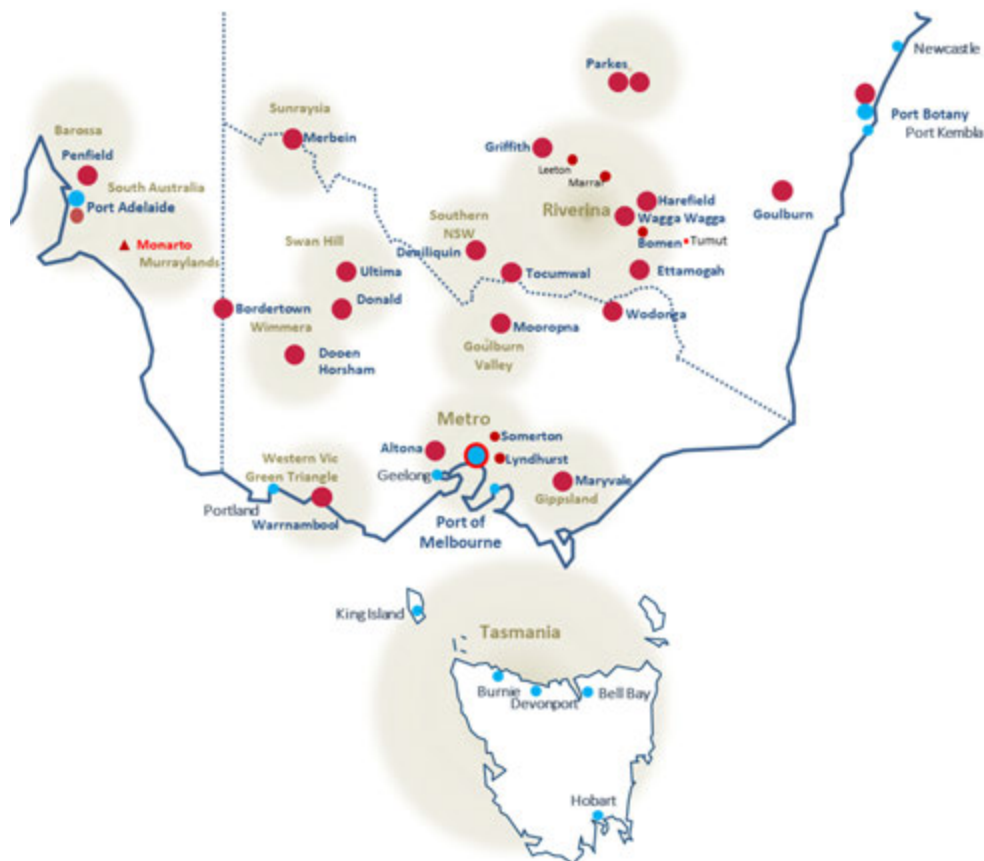 Newcastle
Parkes
Port Botany
Port Kembla
Sunraysia
Merbein
Barossa
Penfield
Griffith
Leeton
Marrar
South Australia
Port Adelaide
Riverina
Harefield
Wagga Wagga
Goulburn
Southern
NSW
Monarto
Murraylands
Swan Hill
Deniliquin
Bomen
Tumut
Ultima
Tocumwal
Ettamogah
Bordertown
Donald
Wimmera
Mooropna
Wodonga
Goulburn
Valley
Dooen
Horsham
Metro
Somerton
Altona
Lyndhurst
Western Vic
Green Triangle
Geelong
Maryvale
Gippsland
Portland
Warrnambool
Port of
Melbourne
King Island
Tasmania
Burnie
Devonport
Bell Bay
Hobart